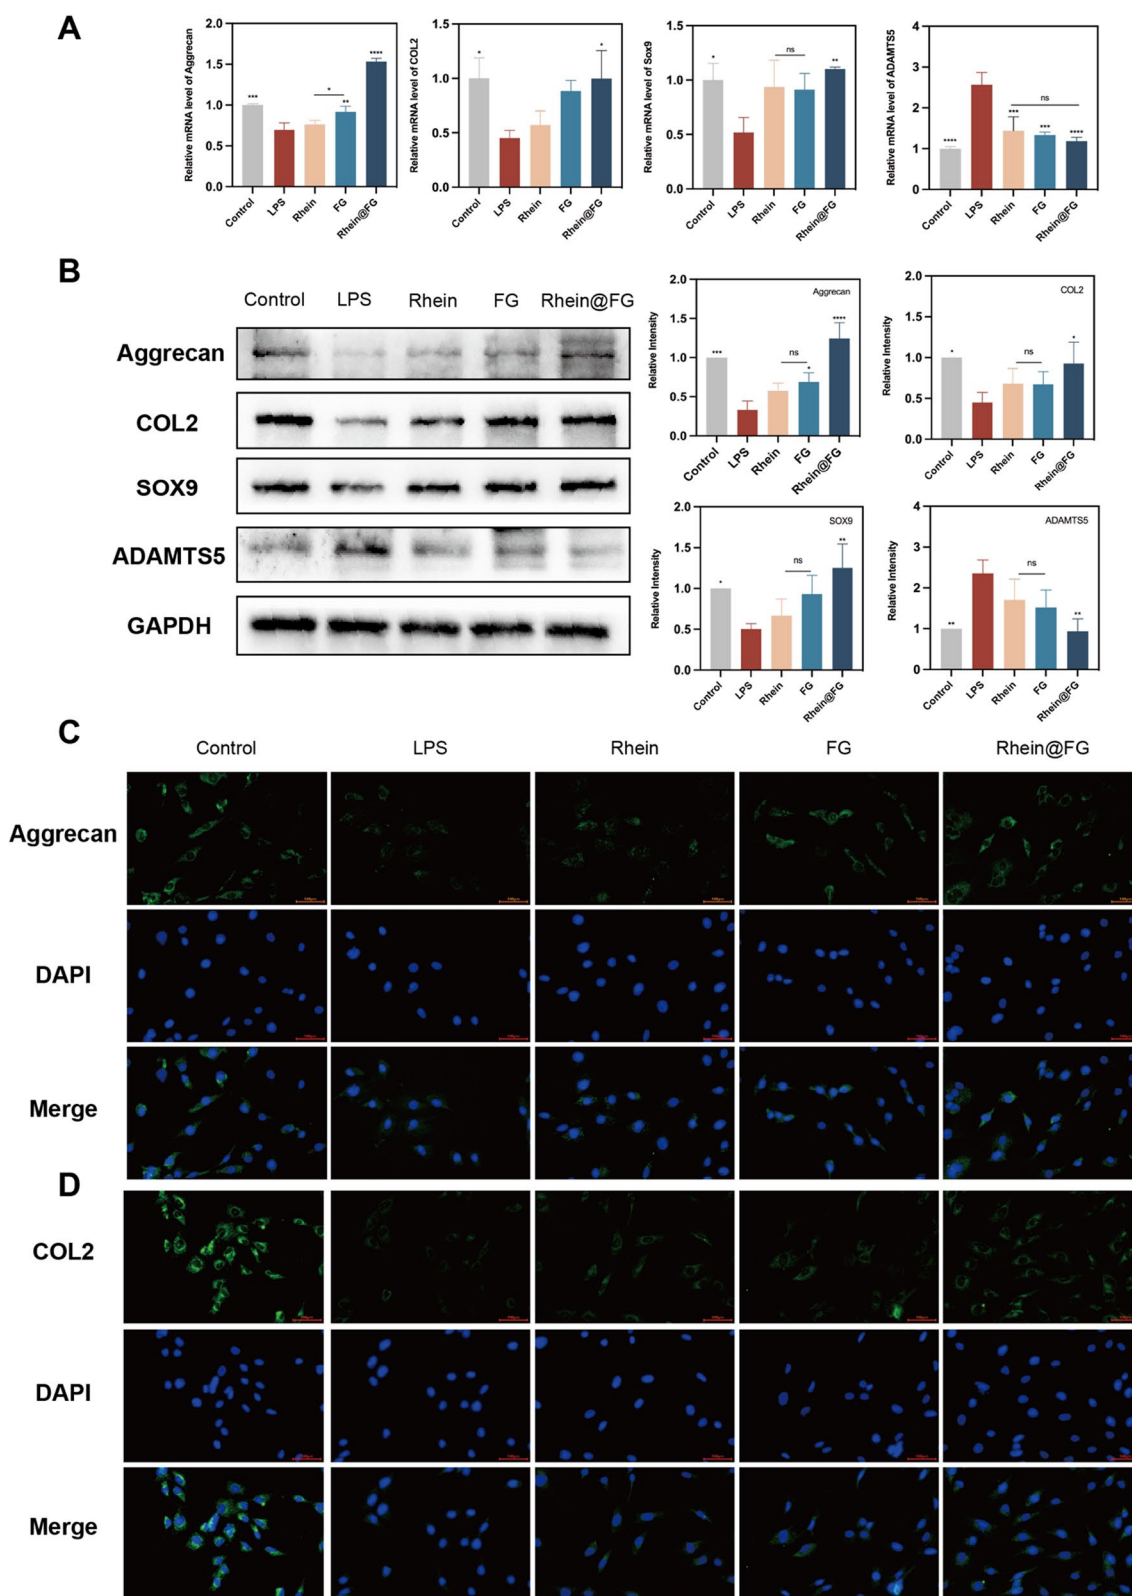 A
Relative mRNA level of Aggrecan
2.0
1.5
1.0
0.5
0.0
***
*
**
****
Control
LPS
Rhein
FG
Rhein@FG
Relative mRNA level of COL2
1.5
1.0
0.5
0.0
*
*
Control
LPS
Rhein
FG
Rhein@FG
Relative mRNA level of Sox9
1.5
1.0
0.5
0.0
*
ns
**
Control
LPS
Rhein
FG
Rhein@FG
Relative mRNA level of ADAMTS5
5
4
3
2
1
0
****
ns
***
***
****
Control
LPS
Rhein
FG
Rhein@FG
B
Control LPS Rhein FG Rhein@FG
Aggrecan
COL2
SOX9
ADAMTS5
GAPDH
Relative Intensity
Aggrecan
2.0
1.5
1.0
0.5
0.0
***
ns
*
****
Control
LPS
Rhein
FG
Rhein@FG
Relative Intensity
COL2
2.0
1.5
1.0
0.5
0.0
*
ns
*
Control
LPS
Rhein
FG
Rhein@FG
Relative Intensity
SOX9
2.0
1.5
1.0
0.5
0.0
*
ns
**
Control
LPS
Rhein
FG
Rhein@FG
Relative Intensity
ADAMTS5
4
3
2
1
0
**
ns
**
Control
LPS
Rhein
FG
Rhein@FG
C
Control LPS Rhein FG Rhein@FG
Aggrecan
DAPI
Merge
D
COL2
DAPI
Merge